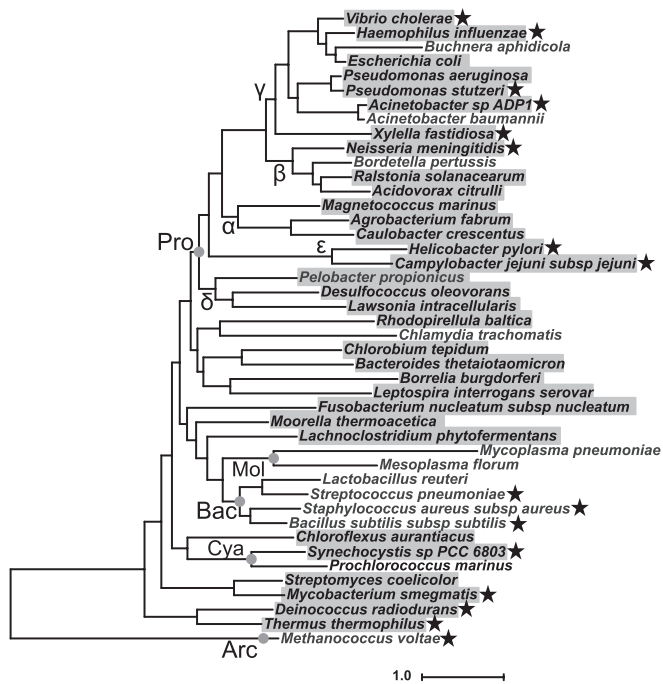 Vibrio cholerae ★
Haemophilus influenzae ★
Buchnera aphidicola
Escherichia coli
Pseudomonas aeruginosa
γ
Pseudomonas stutzeri ★
Acinetobacter sp ADP1 ★
Acinetobacter baumannii
Xylella fastidiosa ★
Neisseria meningitidis ★
Bordetella pertussis
β
Ralstonia solanacearum
Acidovorax citrulli
Magnetococcus marinus
Agrobacterium fabrum
α
Caulobacter crescentus
Pro
ε
Helicobacter pylori ★
Campylobacter jejuni subsp jejuni ★
Pelobacter propionicus
Desulfococcus oleovorans
δ
Lawsonia intracellularis
Rhodopirellula baltica
Chlamydia trachomatis
Chlorobium tepidum
Bacteroides thetaiotaomicron
Borrelia burgdorferi
Leptospira interrogans serovar
Fusobacterium nucleatum subsp nucleatum
Moorella thermoacetica
Lachnoclostridium phytofermentans
Mycoplasma pneumoniae
Mol
Mesoplasma florum
Lactobacillus reuteri
Streptococcus pneumoniae ★
Bac
Staphylococcus aureus subsp aureus ★
Bacillus subtilis subsp subtilis ★
Chloroflexus aurantiacus
Cya
Synechocystis sp PCC 6803 ★
Prochlorococcus marinus
Streptomyces coelicolor
Mycobacterium smegmatis ★
Deinococcus radiodurans ★
Thermus thermophilus ★
Methanococcus voltae ★
Arc
1.0